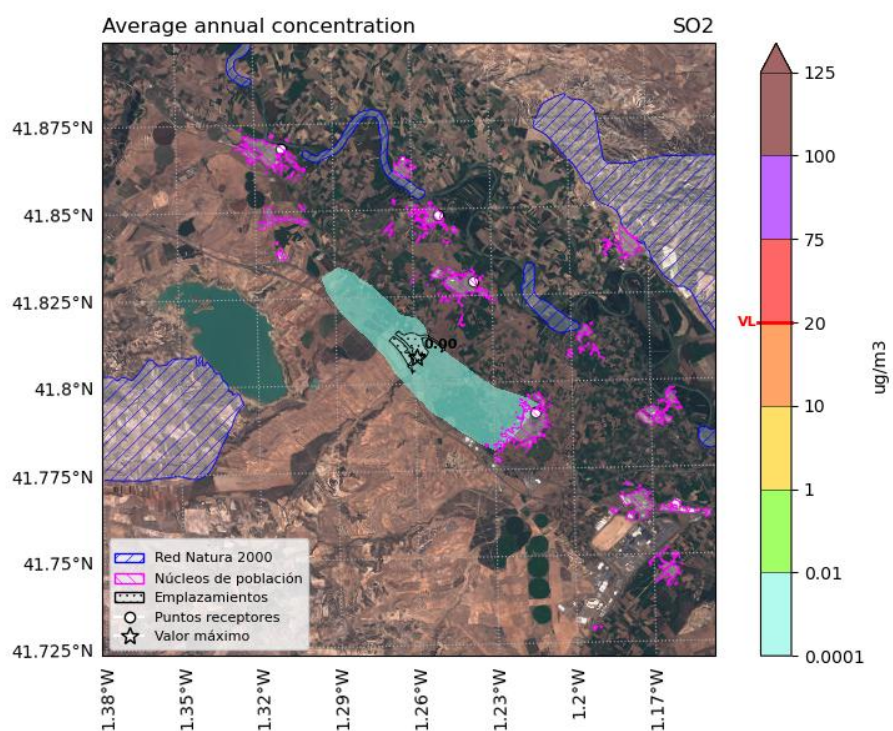 Average annual concentration SO2
41.875°N
41.85°N
41.825°N
41.8°N
41.775°N
41.75°N
41.725°N
0.00
Red Natura 2000
Núcleos de población
Emplazamientos
Puntos receptores
Valor máximo
1.38°W 1.35°W 1.32°W 1.29°W 1.26°W 1.23°W 1.2°W 1.17°W
125
100
75
VL 20
10
1
0.01
0.0001
ug/m3